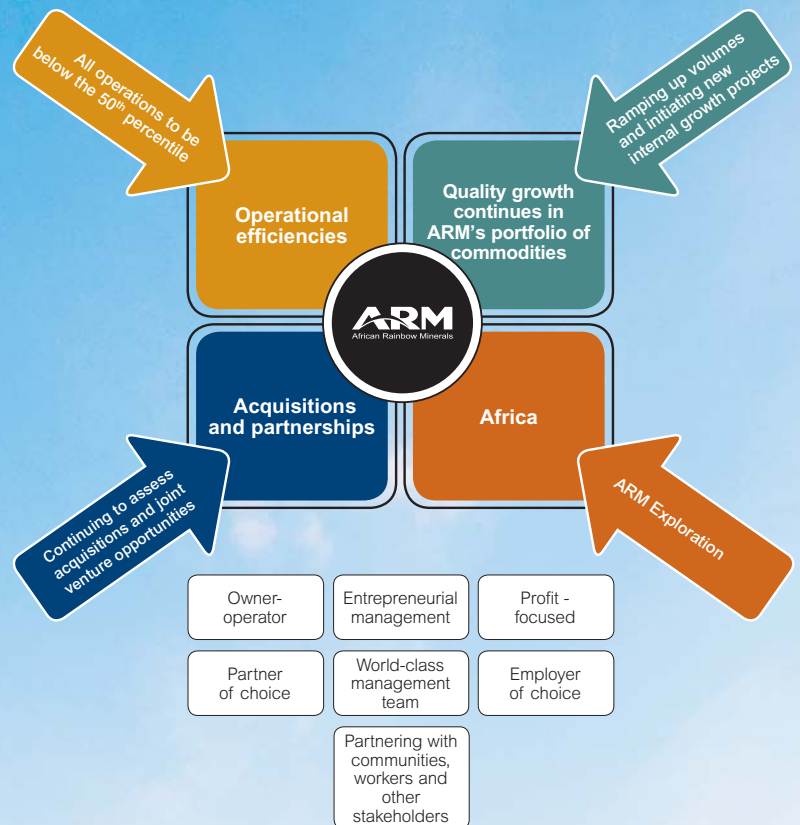 All operations to be
below the 50th percentile
Ramping up volumes
and initiating new
internal growth projects
Operational
efficiencies
Quality growth
continues in
ARM's portfolio of
commodities
ARM
African Rainbow Minerals
Acquisitions
and partnerships
Africa
Continuing to assess
acquisitions and joint
venture opportunities
ARM Exploration
Owner-
operator
Entrepreneurial
management
Profit -
focused
Partner
of choice
World-class
management
team
Employer
of choice
Partnering with
communities,
workers and
other
stakeholders